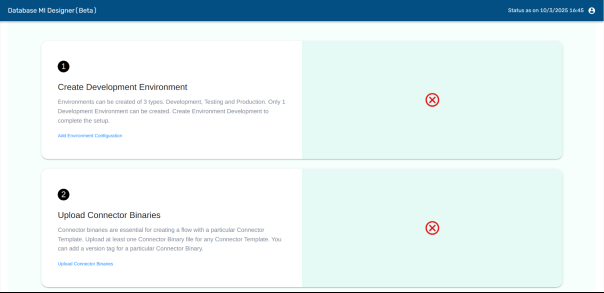 Database MI Designer(Beta)
Status as on 10/3/2025 16:45
1
Create Development Environment
Environments can be created of 3 types, Development, Testing and Production. Only 1
Development Environment can be created. Create Environment Development to
complete the setup.
Add Environment Configuration
2
Upload Connector Binaries
Connector binaries are essential for creating a flow with a particular Connector
Template. Upload at least one Connector Binary file for any Connector Template. You
can add a version tag for a particular Connector Binary.
Upload Connector Binaries